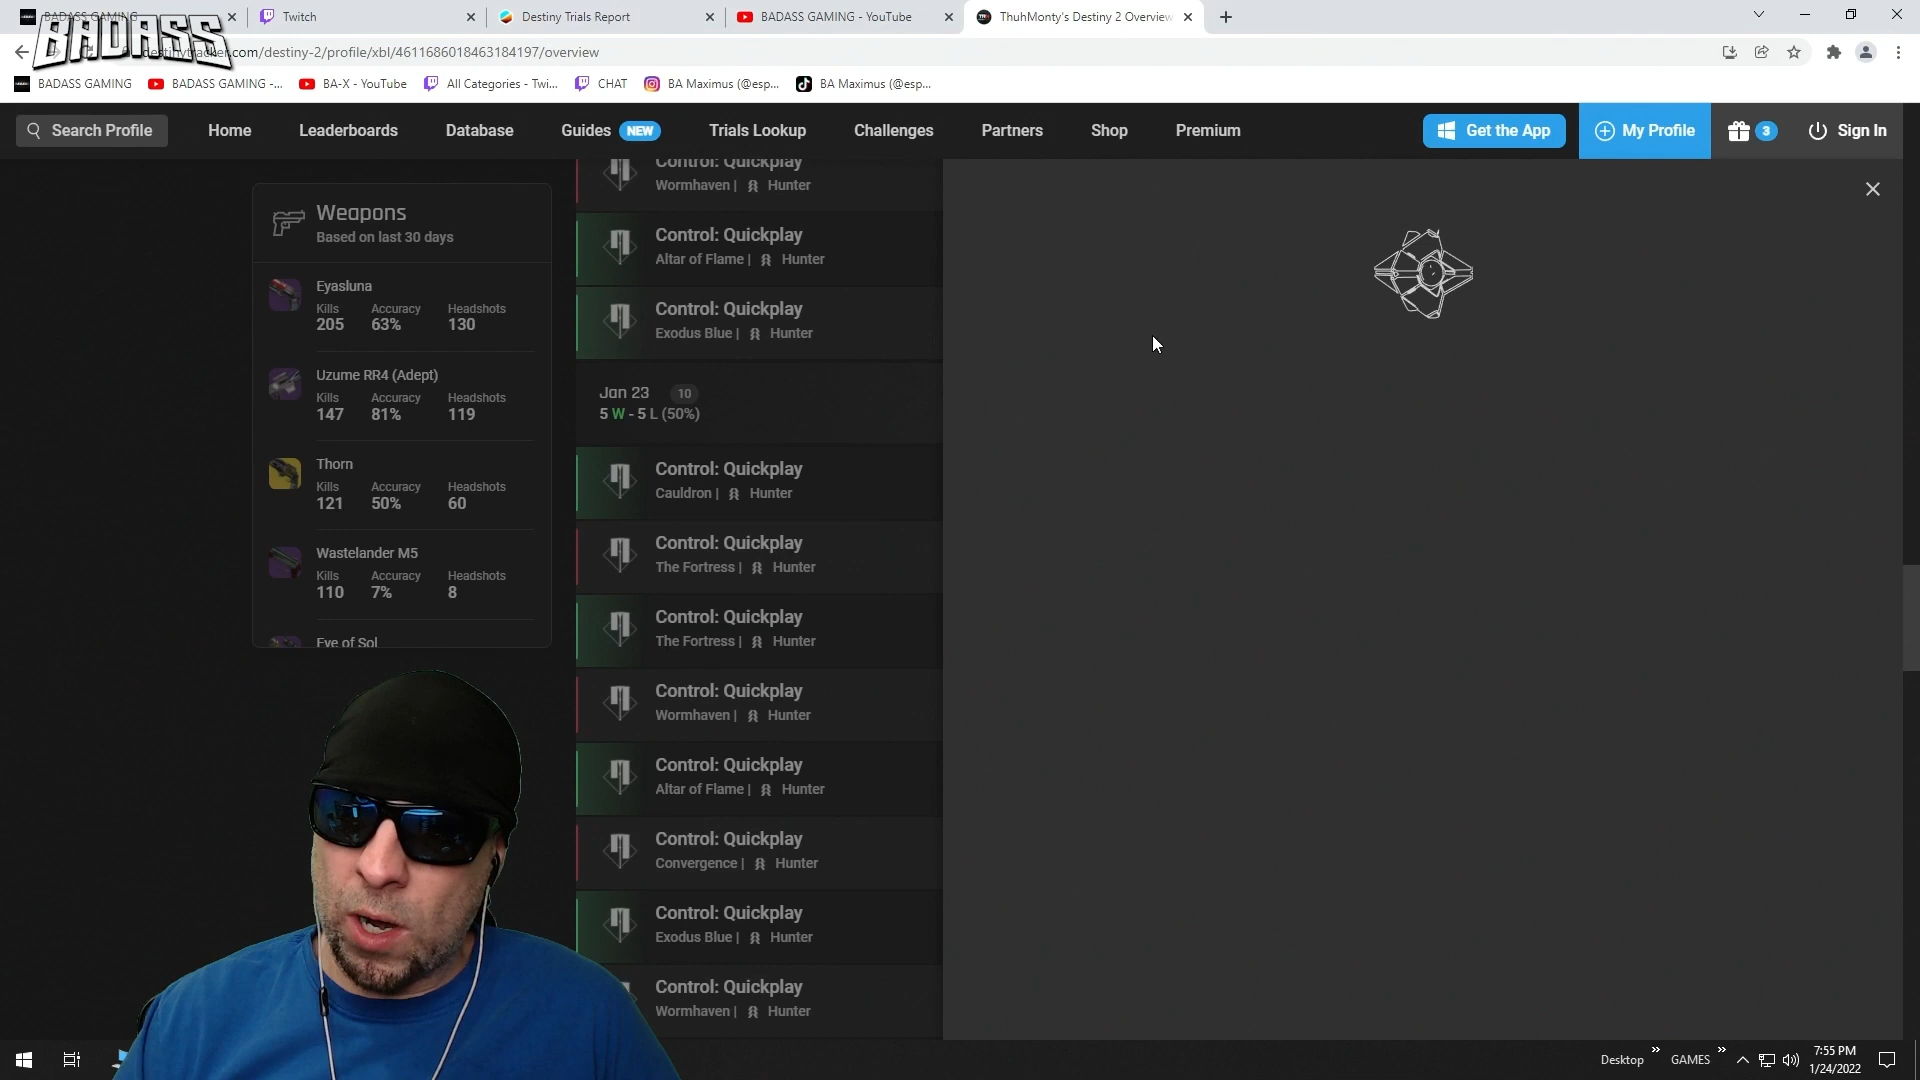 BADASS GAMING
Twitch
Destiny Trials Report
BADASS GAMING - YouTube
ThuhMonty's Destiny 2 Overview
BADASS
destinytracker.com/destiny-2/profile/xbl/4611686018463184197/overview
BADASS GAMING
BADASS GAMING -...
BA-X - YouTube
All Categories - Twi...
CHAT
BA Maximus (@esp...
BA Maximus (@esp...
Search Profile
Home
Leaderboards
Database
Guides NEW
Trials Lookup
Challenges
Partners
Shop
Premium
Get the App
My Profile
3
Sign In
Weapons
Based on last 30 days
Eyasluna
Kills Accuracy Headshots
205 63% 130
Uzume RR4 (Adept)
Kills Accuracy Headshots
147 81% 119
Thorn
Kills Accuracy Headshots
121 50% 60
Wastelander M5
Kills Accuracy Headshots
110 7% 8
Eye of Sol
Control: Quickplay
Wormhaven | Hunter
Control: Quickplay
Altar of Flame | Hunter
Control: Quickplay
Exodus Blue | Hunter
Jan 23 10
5 W - 5 L (50%)
Control: Quickplay
Cauldron | Hunter
Control: Quickplay
The Fortress | Hunter
Control: Quickplay
The Fortress | Hunter
Control: Quickplay
Wormhaven | Hunter
Control: Quickplay
Altar of Flame | Hunter
Control: Quickplay
Convergence | Hunter
Control: Quickplay
Exodus Blue | Hunter
Control: Quickplay
Wormhaven | Hunter
Desktop
GAMES
7:55 PM
1/24/2022